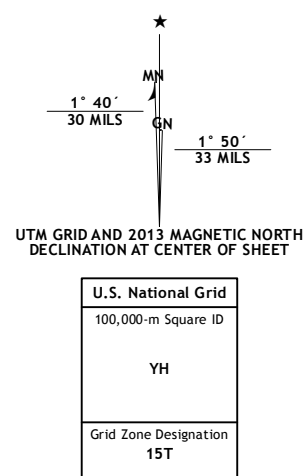 MN
1° 40´
30 MILS
GN
1° 50´
33 MILS
UTM GRID AND 2013 MAGNETIC NORTH
DECLINATION AT CENTER OF SHEET
U.S. National Grid
100,000-m Square ID
YH
Grid Zone Designation
15T